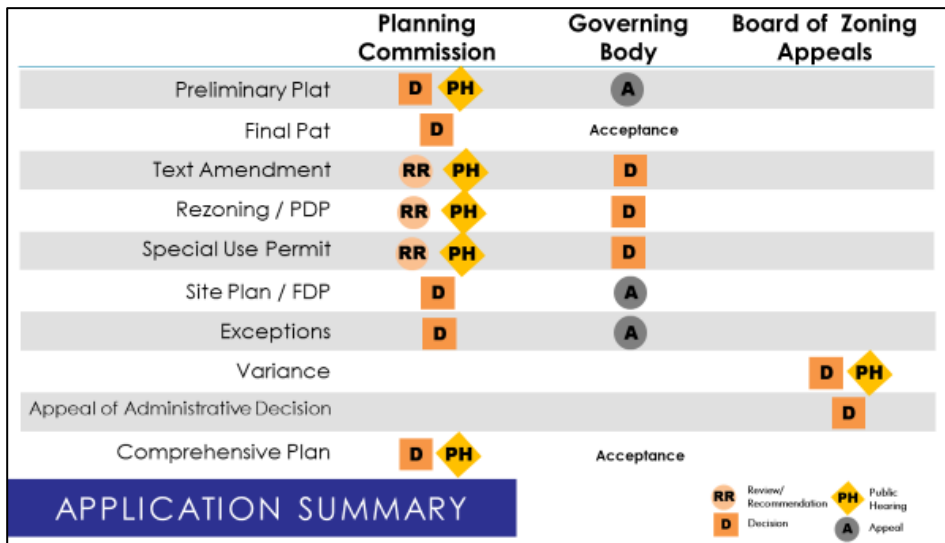 Planning Commission Governing Body Board of Zoning Appeals
Preliminary Plat D PH A
Final Pat D Acceptance
Text Amendment RR PH D
Rezoning / PDP RR PH D
Special Use Permit RR PH D
Site Plan / FDP D A
Exceptions D A
Variance D PH
Appeal of Administrative Decision D
Comprehensive Plan D PH Acceptance
APPLICATION SUMMARY
RR Review/ Recommendation PH Public Hearing
D Decision A Appeal